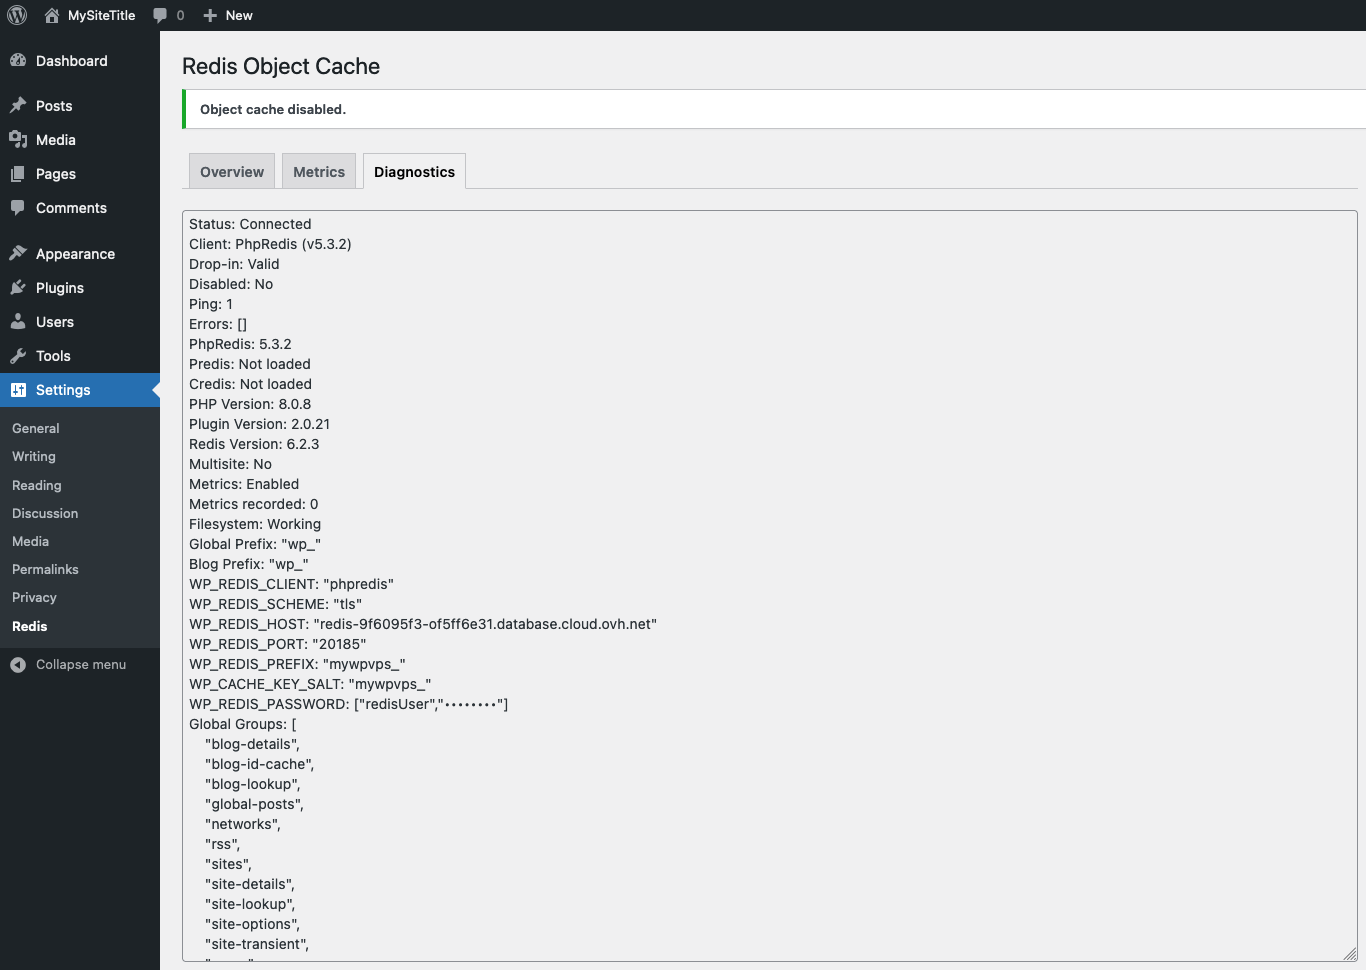 MySiteTitle 0 New
Dashboard
Posts
Media
Pages
Comments
Appearance
Plugins
Users
Tools
Settings
General
Writing
Reading
Discussion
Media
Permalinks
Privacy
Redis
Collapse menu
Redis Object Cache
Object cache disabled.
Overview Metrics Diagnostics
Status: Connected
Client: PhpRedis (v5.3.2)
Drop-in: Valid
Disabled: No
Ping: 1
Errors: []
PhpRedis: 5.3.2
Predis: Not loaded
Credis: Not loaded
PHP Version: 8.0.8
Plugin Version: 2.0.21
Redis Version: 6.2.3
Multisite: No
Metrics: Enabled
Metrics recorded: 0
Filesystem: Working
Global Prefix: "wp_"
Blog Prefix: "wp_"
WP_REDIS_CLIENT: "phpredis"
WP_REDIS_SCHEME: "tls"
WP_REDIS_HOST: "redis-9f6095f3-of5ff6e31.database.cloud.ovh.net"
WP_REDIS_PORT: "20185"
WP_REDIS_PREFIX: "mywpvps_"
WP_CACHE_KEY_SALT: "mywpvps_"
WP_REDIS_PASSWORD: ["redisUser","••••••••"]
Global Groups: [
"blog-details",
"blog-id-cache",
"blog-lookup",
"global-posts",
"networks",
"rss",
"sites",
"site-details",
"site-lookup",
"site-options",
"site-transient",